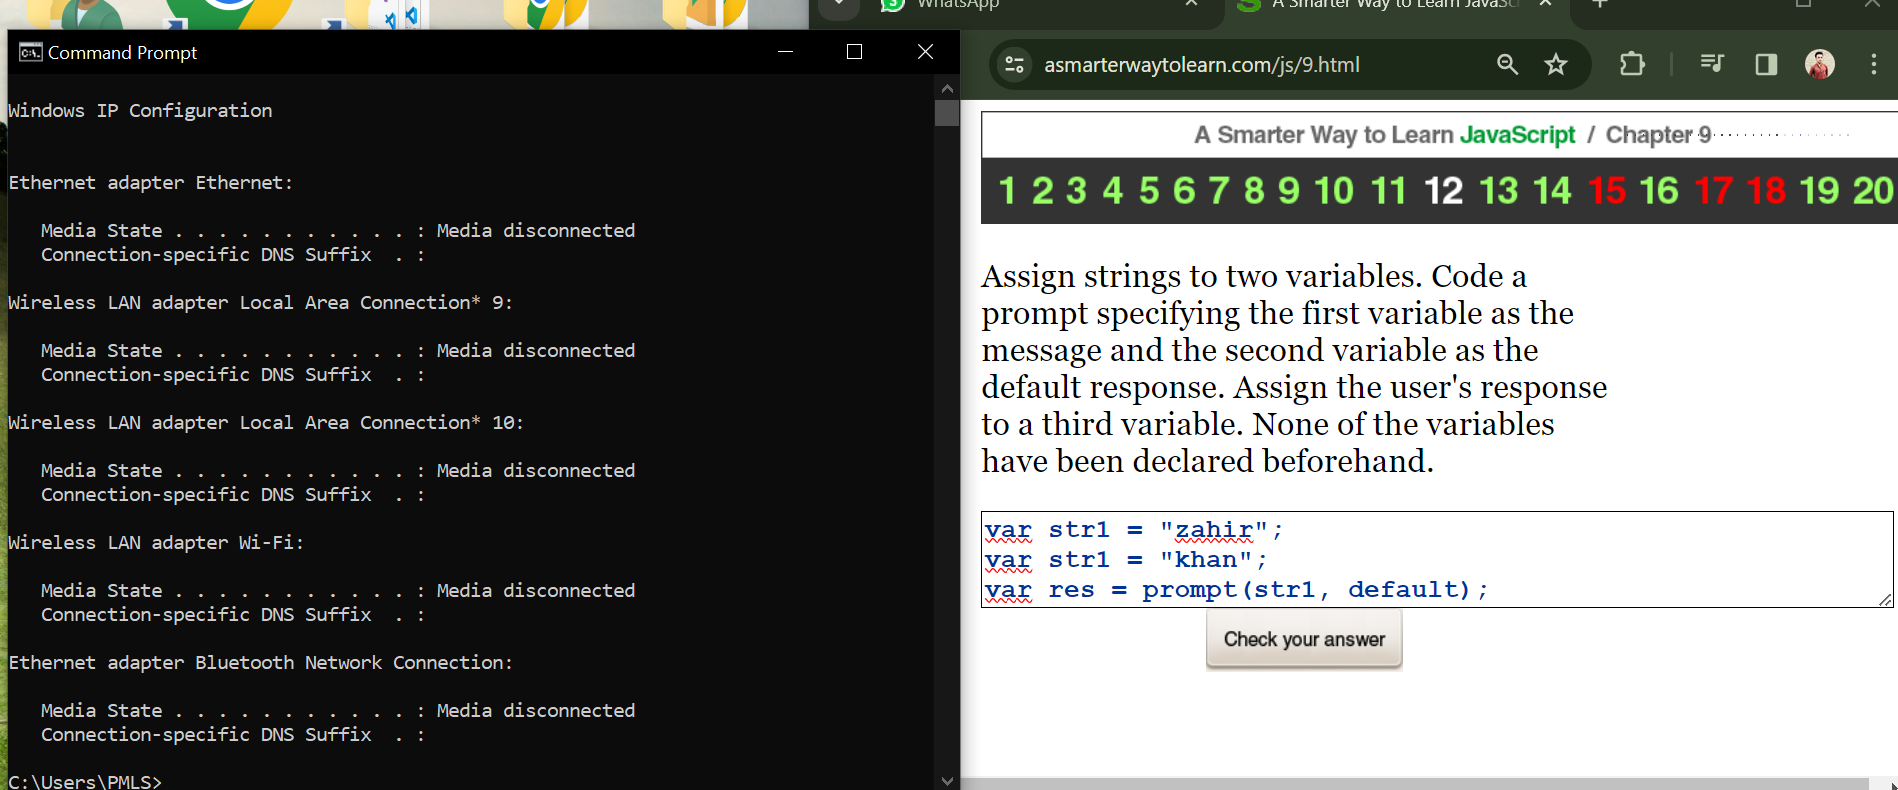 WhatsApp
A Smarter Way to Learn JavaSc
Command Prompt
Windows IP Configuration
Ethernet adapter Ethernet:
Media State . . . . . . . . . . . : Media disconnected
Connection-specific DNS Suffix  . :
Wireless LAN adapter Local Area Connection* 9:
Media State . . . . . . . . . . . : Media disconnected
Connection-specific DNS Suffix  . :
Wireless LAN adapter Local Area Connection* 10:
Media State . . . . . . . . . . . : Media disconnected
Connection-specific DNS Suffix  . :
Wireless LAN adapter Wi-Fi:
Media State . . . . . . . . . . . : Media disconnected
Connection-specific DNS Suffix  . :
Ethernet adapter Bluetooth Network Connection:
Media State . . . . . . . . . . . : Media disconnected
Connection-specific DNS Suffix  . :
C:\Users\PMLS>
asmarterwaytolearn.com/js/9.html
A Smarter Way to Learn JavaScript / Chapter 9
1 2 3 4 5 6 7 8 9 10 11 12 13 14 15 16 17 18 19 20
Assign strings to two variables. Code a
prompt specifying the first variable as the
message and the second variable as the
default response. Assign the user's response
to a third variable. None of the variables
have been declared beforehand.
var str1 = "zahir";
var str1 = "khan";
var res = prompt(str1, default);
Check your answer